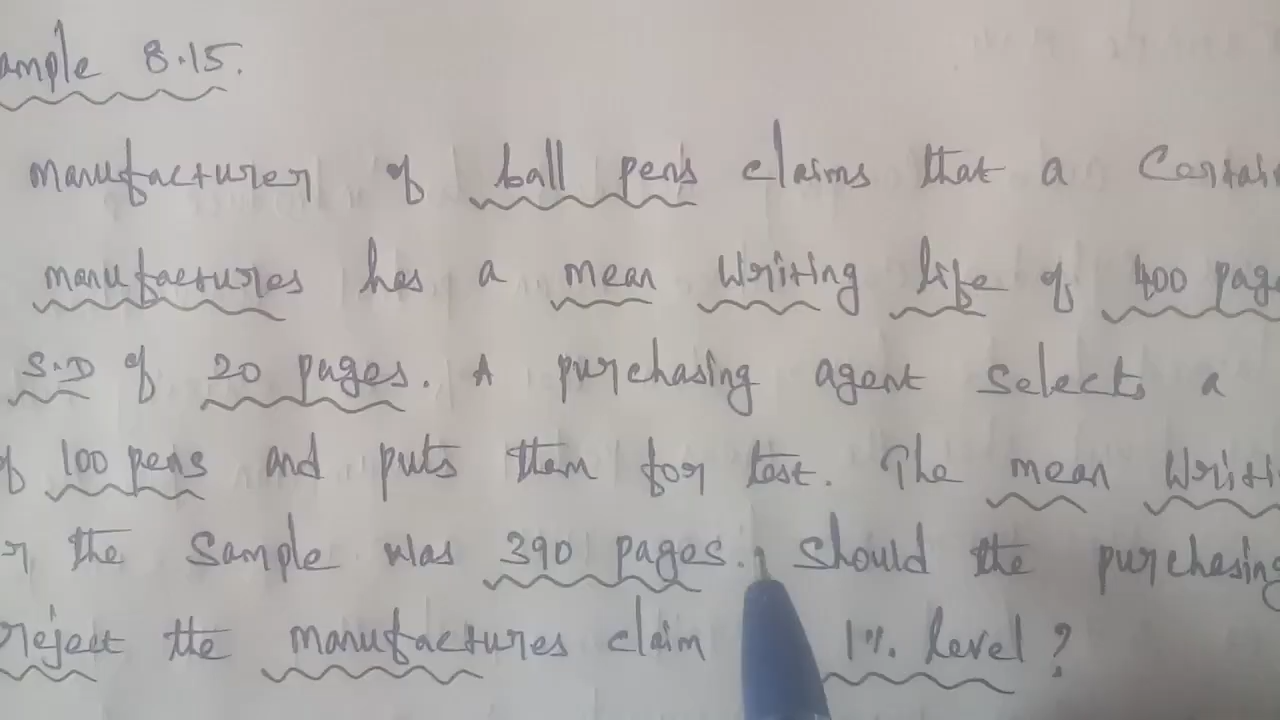 ample 8.15.
manufacturer of ball pens claims that a Certai
manufactures has a mean writing life of 400 pag
S.D of 20 pages. A purchasing agent selects a
of 100 pens and puts them for test. The mean writi
r the sample was 390 pages. should the purchasing
reject the manufactures claim 1% level?